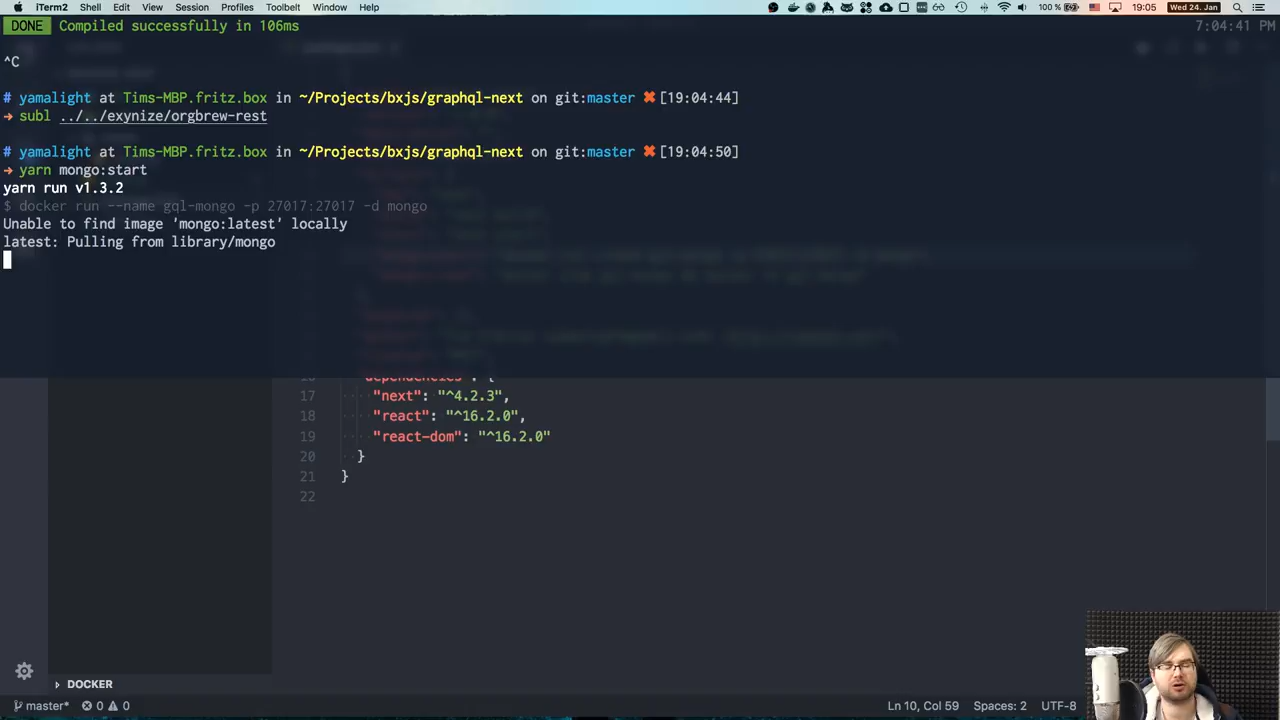 iTerm2 Shell Edit View Session Profiles Toolbelt Window Help 100 % 19:05 Wed 24. Jan
DONE Compiled successfully in 106ms 7:04:41 PM
^C
# yamalight at Tims-MBP.fritz.box in ~/Projects/bxjs/graphql-next on git:master ✖[19:04:44]
➜ subl ../../exynize/orgbrew-rest
# yamalight at Tims-MBP.fritz.box in ~/Projects/bxjs/graphql-next on git:master ✖[19:04:50]
➜ yarn mongo:start
yarn run v1.3.2
$ docker run --name gql-mongo -p 27017:27017 -d mongo
Unable to find image 'mongo:latest' locally
latest: Pulling from library/mongo
17 "next": "^4.2.3",
18 "react": "^16.2.0",
19 "react-dom": "^16.2.0"
20 }
21 }
22
DOCKER
master* 0 0 Ln 10, Col 59 Spaces: 2 UTF-8